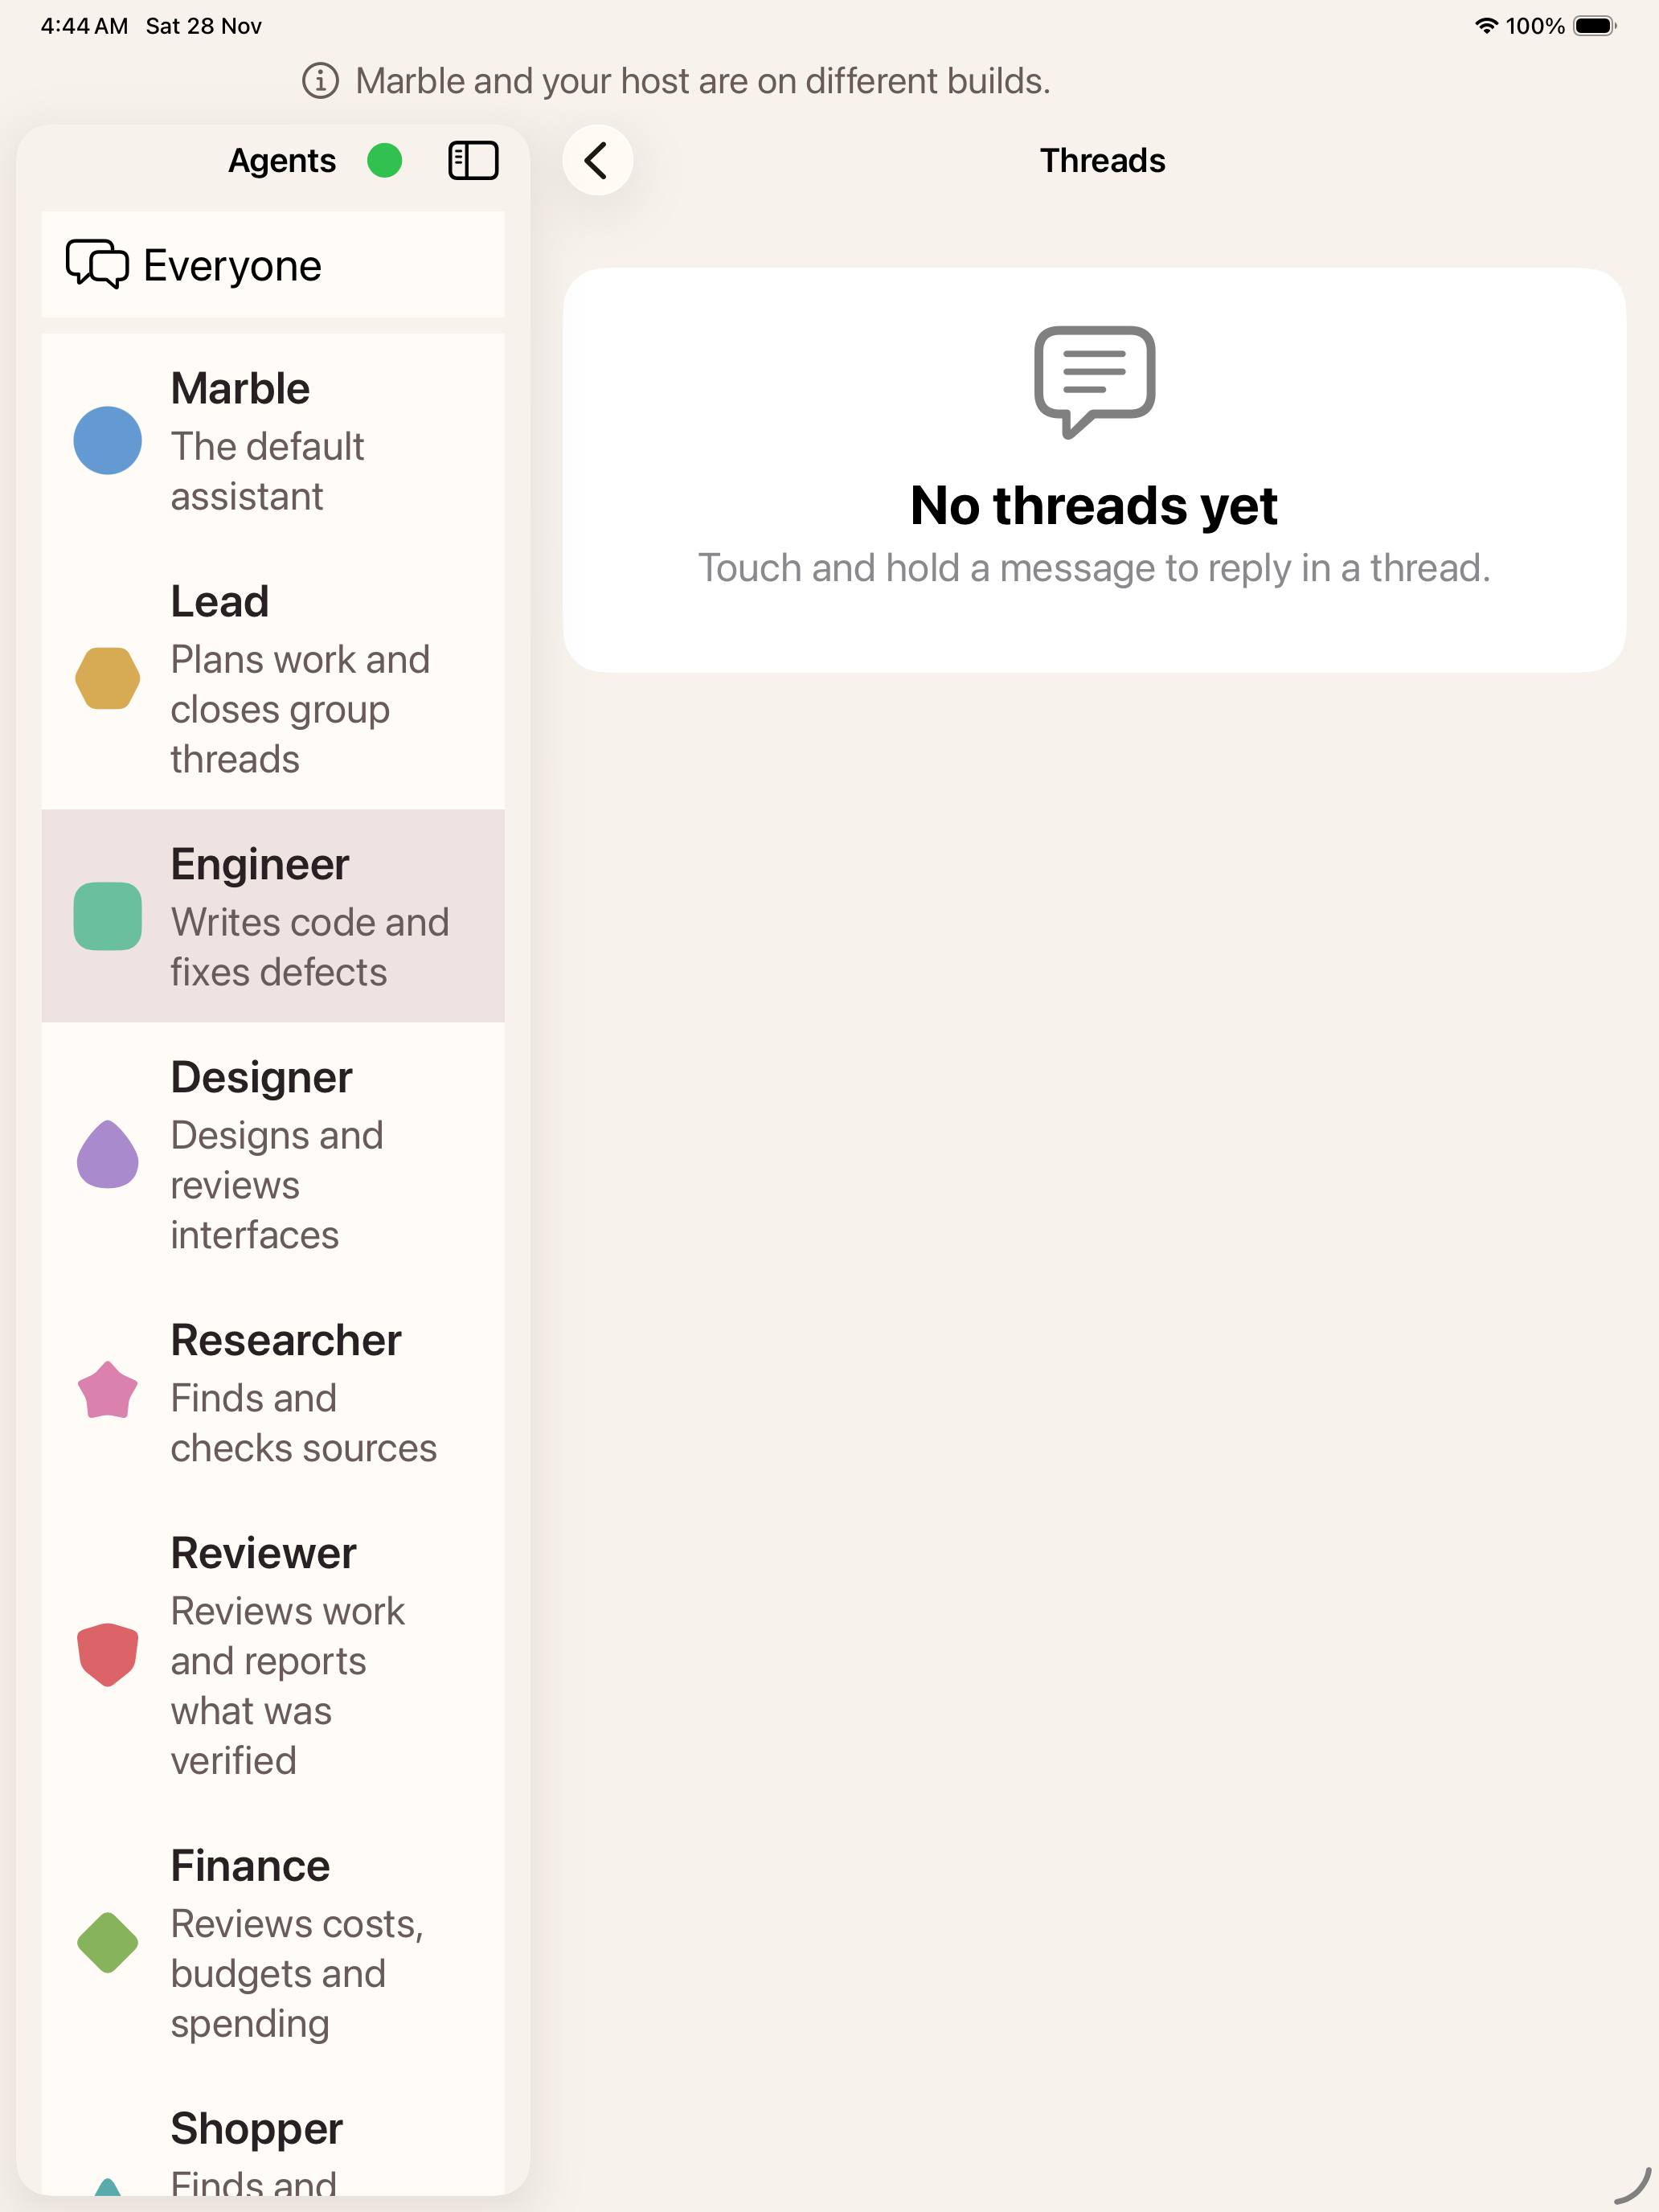 4:44 AM Sat 28 Nov
100%
Marble and your host are on different builds.
Agents
Everyone
Marble
The default
assistant
Lead
Plans work and
closes group
threads
Engineer
Writes code and
fixes defects
Designer
Designs and
reviews
interfaces
Researcher
Finds and
checks sources
Reviewer
Reviews work
and reports
what was
verified
Finance
Reviews costs,
budgets and
spending
Shopper
Finds and
Threads
No threads yet
Touch and hold a message to reply in a thread.